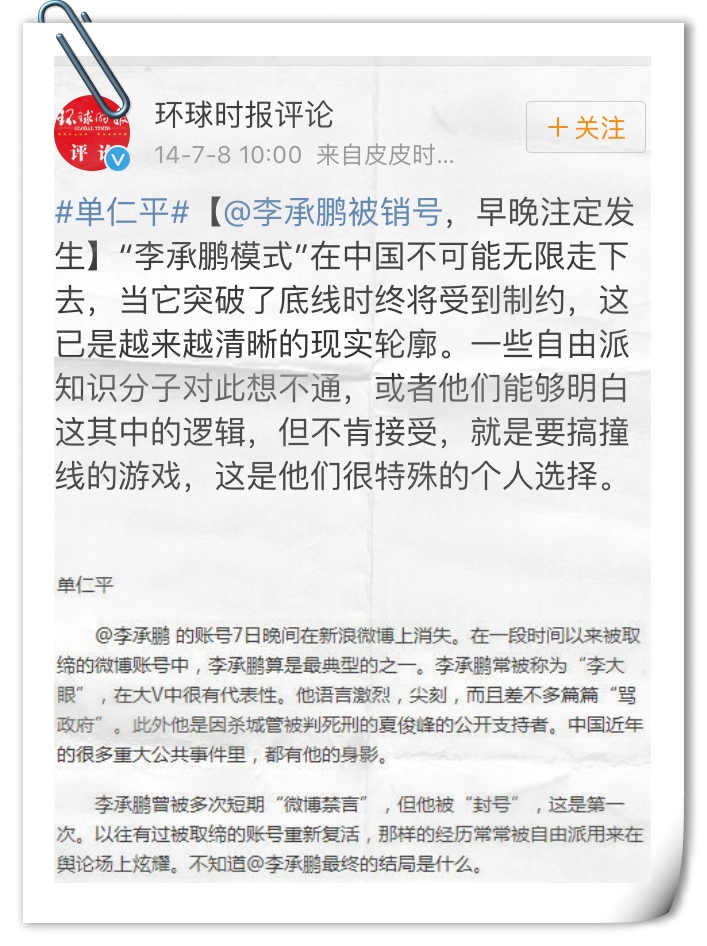 环球时报评论
环球时报
GLOBAL TIMES
评论
V
14-7-8 10:00 来自皮皮时...
+关注
#单仁平#【@李承鹏被销号，早晚注定发
生】“李承鹏模式”在中国不可能无限走下
去，当它突破了底线时终将受到制约，这
已是越来越清晰的现实轮廓。一些自由派
知识分子对此想不通，或者他们能够明白
这其中的逻辑，但不肯接受，就是要搞撞
线的游戏，这是他们很特殊的个人选择。
单仁平
@李承鹏 的账号7日晚间在新浪微博上消失。在一段时间以来被取
缔的微博账号中，李承鹏算是最典型的之一。李承鹏常被称为“李大
眼”，在大V中很有代表性。他语言激烈，尖刻，而且差不多篇篇“骂
政府”。此外他是因杀城管被判死刑的夏俊峰的公开支持者。中国近年
的很多重大公共事件里，都有他的身影。
李承鹏曾被多次短期“微博禁言”，但他被“封号”，这是第一
次。以往有过被取缔的账号重新复活，那样的经历常常被自由派用来在
舆论场上炫耀。不知道@李承鹏最终的结局是什么。